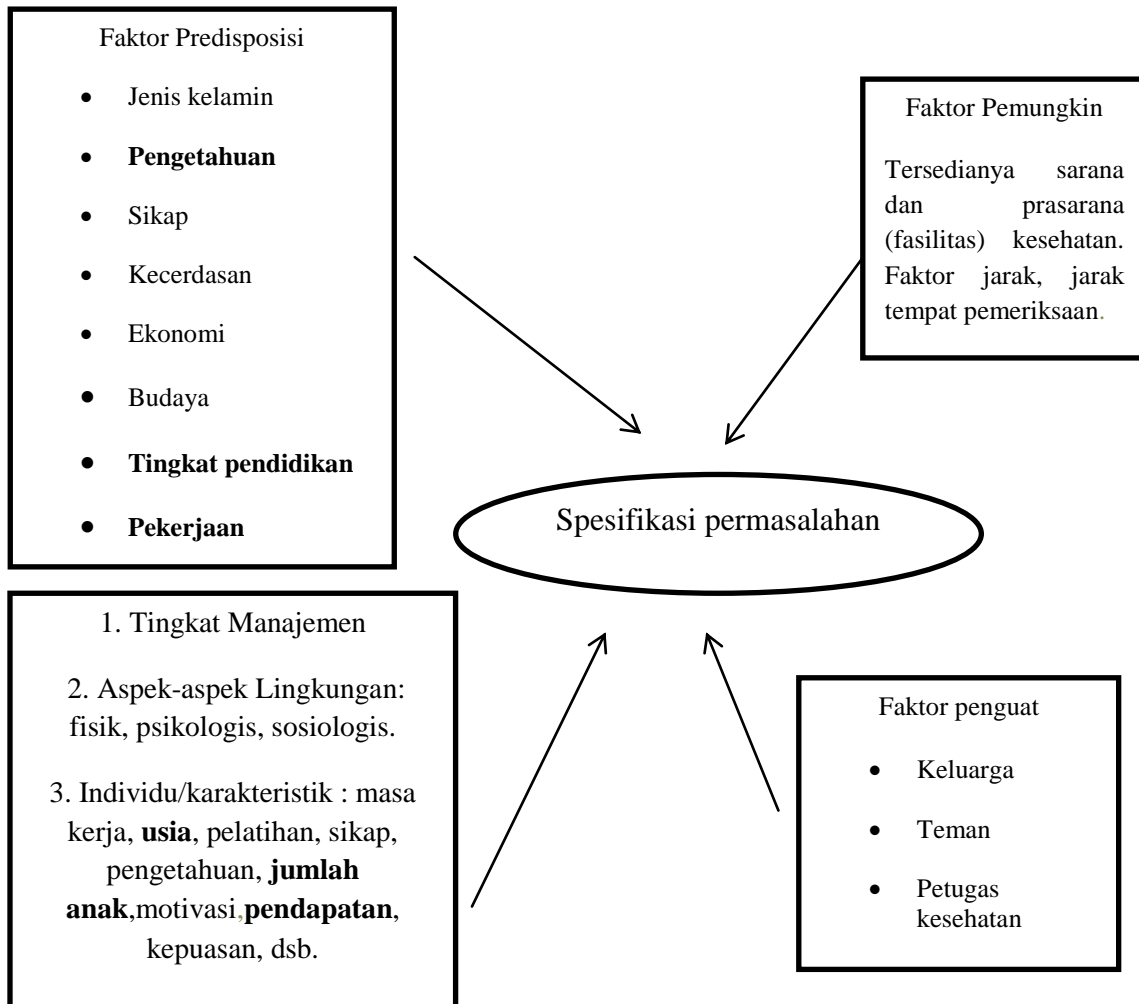 Faktor Predisposisi
• Jenis kelamin
• Pengetahuan
• Sikap
• Kecerdasan
• Ekonomi
• Budaya
• Tingkat pendidikan
• Pekerjaan
Faktor Pemungkin
Tersedianya sarana
dan prasarana
(fasilitas) kesehatan.
Faktor jarak, jarak
tempat pemeriksaan.
Spesifikasi permasalahan
1. Tingkat Manajemen
2. Aspek-aspek Lingkungan:
fisik, psikologis, sosiologis.
3. Individu/karakteristik : masa
kerja, usia, pelatihan, sikap,
pengetahuan, jumlah
anak,motivasi,pendapatan,
kepuasan, dsb.
Faktor penguat
• Keluarga
• Teman
• Petugas
kesehatan